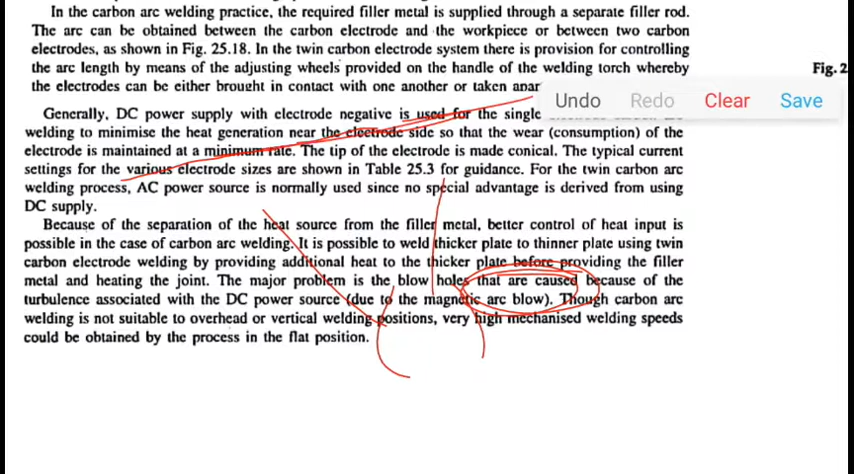 In the carbon arc welding practice, the required filler metal is supplied through a separate filler rod.
The arc can be obtained between the carbon electrode and the workpiece or between two carbon
electrodes, as shown in Fig. 25.18. In the twin carbon electrode system there is provision for controlling
the arc length by means of the adjusting wheels provided on the handle of the welding torch whereby
Fig. 2
the electrodes can be either brought in contact with one another or taken
Undo Redo Clear Save
Generally, DC power supply with electrode negative is used for the single
welding to minimise the heat generation near the electrode side so that the wear (consumption) of the
electrode is maintained at a minimum rate. The tip of the electrode is made conical. The typical current
settings for the various electrode sizes are shown in Table 25.3 for guidance. For the twin carbon arc
welding process, AC power source is normally used since no special advantage is derived from using
DC supply.
Because of the separation of the heat source from the filler metal, better control of heat input is
possible in the case of carbon arc welding. It is possible to weld thicker plate to thinner plate using twin
carbon electrode welding by providing additional heat to the thicker plate before providing the filler
metal and heating the joint. The major problem is the blow holes that are caused because of the
turbulence associated with the DC power source (due to the magnetic arc blow). Though carbon arc
welding is not suitable to overhead or vertical welding positions, very high mechanised welding speeds
could be obtained by the process in the flat position.